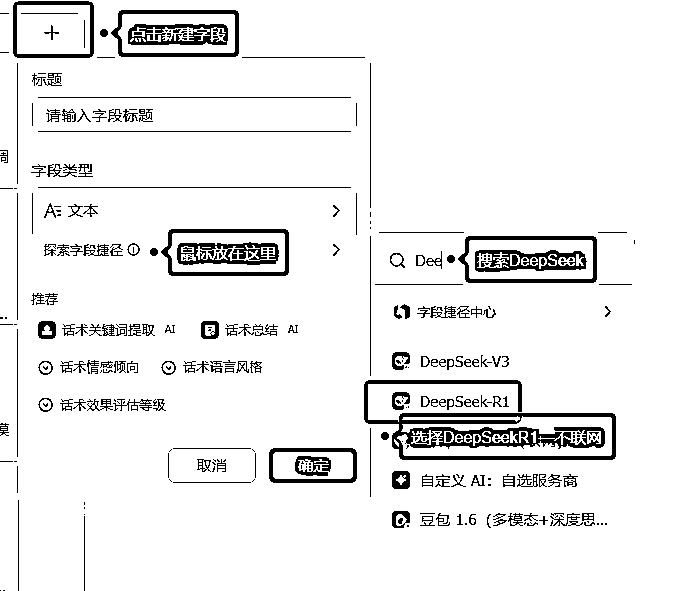 点击新建字段
标题
请输入字段标题
调
字段类型
文本
探索字段捷径
鼠标放在这里
Dee
搜索DeepSeek
推荐
字段捷径中心
话术关键词提取 AI
话术总结 AI
话术情感倾向
话术语言风格
DeepSeek-V3
话术效果评估等级
DeepSeek-R1
模
选择DeepSeekR1—不联网
取消
确定
自定义 AI：自选服务商
豆包 1.6（多模态+深度思...